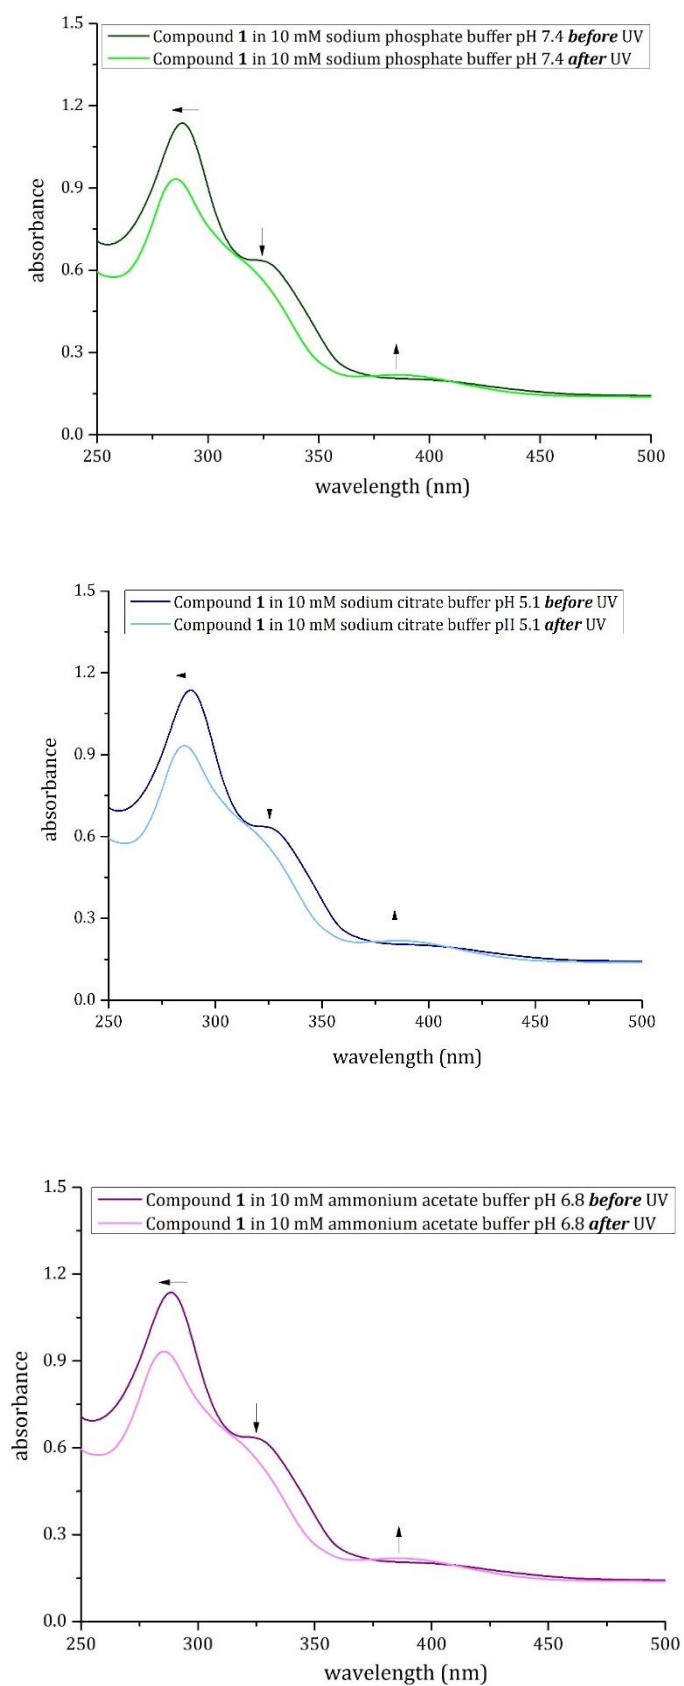 1.5
Compound 1 in 10 mM sodium phosphate buffer pH 7.4 before UV
Compound 1 in 10 mM sodium phosphate buffer pH 7.4 after UV
1.2
0.9
absorbance
0.6
0.3
0.0
250 300 350 400 450 500
wavelength (nm)
1.5
Compound 1 in 10 mM sodium citrate buffer pH 5.1 before UV
Compound 1 in 10 mM sodium citrate buffer pII 5.1 after UV
1.2
0.9
absorbance
0.6
0.3
0.0
250 300 350 400 450 500
wavelength (nm)
1.5
Compound 1 in 10 mM ammonium acetate buffer pH 6.8 before UV
Compound 1 in 10 mM ammonium acetate buffer pH 6.8 after UV
1.2
0.9
absorbance
0.6
0.3
0.0
250 300 350 400 450 500
wavelength (nm)